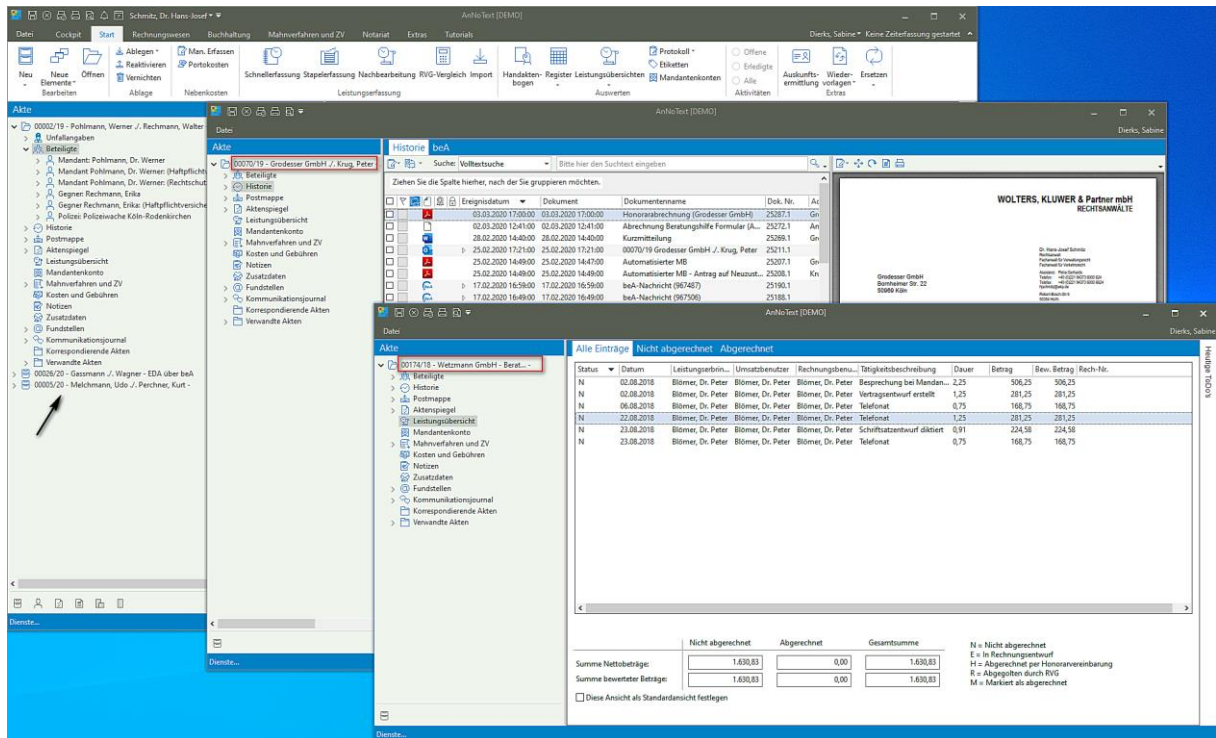 Schmitz, Dr. Hans-Josef
AnNoText [DEMO]
Datei Cockpit Start Rechnungswesen Buchhaltung Mahnverfahren und ZV Notariat Extras Tutorials
Dierks, Sabine Keine Zeiterfassung gestartet
Neu
Neue Elemente
Öffnen
Ablegen
Reaktivieren
Vernichten
Man. Erfassen
Portokosten
Schnellerfassung Stapelerfassung Nachbearbeitung RVG-Vergleich Import
Handakten-bogen
Register Leistungsübersichten
Protokoll
Etiketten
Mandantenkonten
Offene
Erledigte
Alle
Auskunfts-ermittlung
Wieder-vorlagen
Ersetzen
Bearbeiten Ablage Nebenkosten Leistungserfassung Auswerten Aktivitäten Extras
Akte
00002/19 - Pohlmann, Werner ./. Rechmann, Walter
Unfallangaben
Beteiligte
Mandant: Pohlmann, Dr. Werner
Mandant Pohlmann, Dr. Werner: (Haftpflicht
Mandant Pohlmann, Dr. Werner: (Rechtschut
Gegner: Rechmann, Erika
Gegner Rechmann, Erika: (Haftpflichtversiche
Polizei: Polizeiwache Köln-Rodenkirchen
Historie
Postmappe
Aktenspiegel
Leistungsübersicht
Mandantenkonto
Mahnverfahren und ZV
Kosten und Gebühren
Notizen
Zusatzdaten
Fundstellen
Kommunikationsjournal
Korrespondierende Akten
Verwandte Akten
00026/20 - Gassmann ./. Wagner - EDA über beA
00005/20 - Melchmann, Udo ./. Perchner, Kurt -
Dienste...
AnNoText [DEMO]
Datei
Dierks, Sabine
Akte
00070/19 - Grodesser GmbH ./. Krug, Peter
Beteiligte
Historie
Postmappe
Aktenspiegel
Leistungsübersicht
Mandantenkonto
Mahnverfahren und ZV
Kosten und Gebühren
Notizen
Zusatzdaten
Fundstellen
Kommunikationsjournal
Korrespondierende Akten
Verwandte Akten
Dienste...
Historie beA
Suche: Volltextsuche Bitte hier den Suchtext eingeben
Ziehen Sie die Spalte hierher, nach der Sie gruppieren möchten.
Ereignisdatum Dokument Dokumentenname Dok. Nr. Ad
03.03.2020 17:00:00 03.03.2020 17:00:00 Honorarabrechnung (Grodesser GmbH) 25287.1 Gr
02.03.2020 12:41:00 02.03.2020 12:41:00 Abrechnung Beratungshilfe Formular (A... 25272.1 An
28.02.2020 14:40:00 28.02.2020 14:40:00 Kurzmitteilung 25269.1 Gr
25.02.2020 17:21:00 25.02.2020 17:21:00 00070/19 Grodesser GmbH ./. Krug, Peter 25211.1
25.02.2020 14:49:00 25.02.2020 14:47:00 Automatisierter MB 25207.1 Gr
25.02.2020 14:49:00 25.02.2020 14:49:00 Automatisierter MB - Antrag auf Neuzust... 25208.1 Kn
17.02.2020 16:59:00 17.02.2020 16:59:00 beA-Nachricht (967487) 25190.1
17.02.2020 16:49:00 17.02.2020 16:49:00 beA-Nachricht (967506) 25188.1
WOLTERS, KLUWER & Partner mbH
RECHTSANWÄLTE
Dr. Hans-Josef Schmitz
Rechtsanwalt
Grodesser GmbH
Bornheimer Str. 22
50969 Köln
AnNoText [DEMO]
Datei
Dierks, Sabine
Akte
00174/18 - Wetzmann GmbH - Berat... -
Beteiligte
Historie
Postmappe
Aktenspiegel
Leistungsübersicht
Mandantenkonto
Mahnverfahren und ZV
Kosten und Gebühren
Notizen
Zusatzdaten
Fundstellen
Kommunikationsjournal
Korrespondierende Akten
Verwandte Akten
Dienste...
Alle Einträge Nicht abgerechnet Abgerechnet
Status Datum Leistungserbrin... Umsatzbenutzer Rechnungsbenu... Tätigkeitsbeschreibung Dauer Betrag Bew. Betrag Rech-Nr.
N 02.08.2018 Blömer, Dr. Peter Blömer, Dr. Peter Blömer, Dr. Peter Besprechung bei Mandan... 2,25 506,25 506,25
N 02.08.2018 Blömer, Dr. Peter Blömer, Dr. Peter Blömer, Dr. Peter Vertragsentwurf erstellt 1,25 281,25 281,25
N 06.08.2018 Blömer, Dr. Peter Blömer, Dr. Peter Blömer, Dr. Peter Telefonat 0,75 168,75 168,75
N 22.08.2018 Blömer, Dr. Peter Blömer, Dr. Peter Blömer, Dr. Peter Telefonat 1,25 281,25 281,25
N 23.08.2018 Blömer, Dr. Peter Blömer, Dr. Peter Blömer, Dr. Peter Schriftsatzentwurf diktiert 0,91 224,58 224,58
N 23.08.2018 Blömer, Dr. Peter Blömer, Dr. Peter Blömer, Dr. Peter Telefonat 0,75 168,75 168,75
Heutige ToDo's
Nicht abgerechnet Abgerechnet Gesamtsumme
Summe Nettobeträge: 1.630,83 0,00 1.630,83
Summe bewerteter Beträge: 1.630,83 0,00 1.630,83
Diese Ansicht als Standardansicht festlegen
N = Nicht abgerechnet
E = In Rechnungsentwurf
H = Abgerechnet per Honorarvereinbarung
R = Abgegolten durch RVG
M = Markiert als abgerechnet